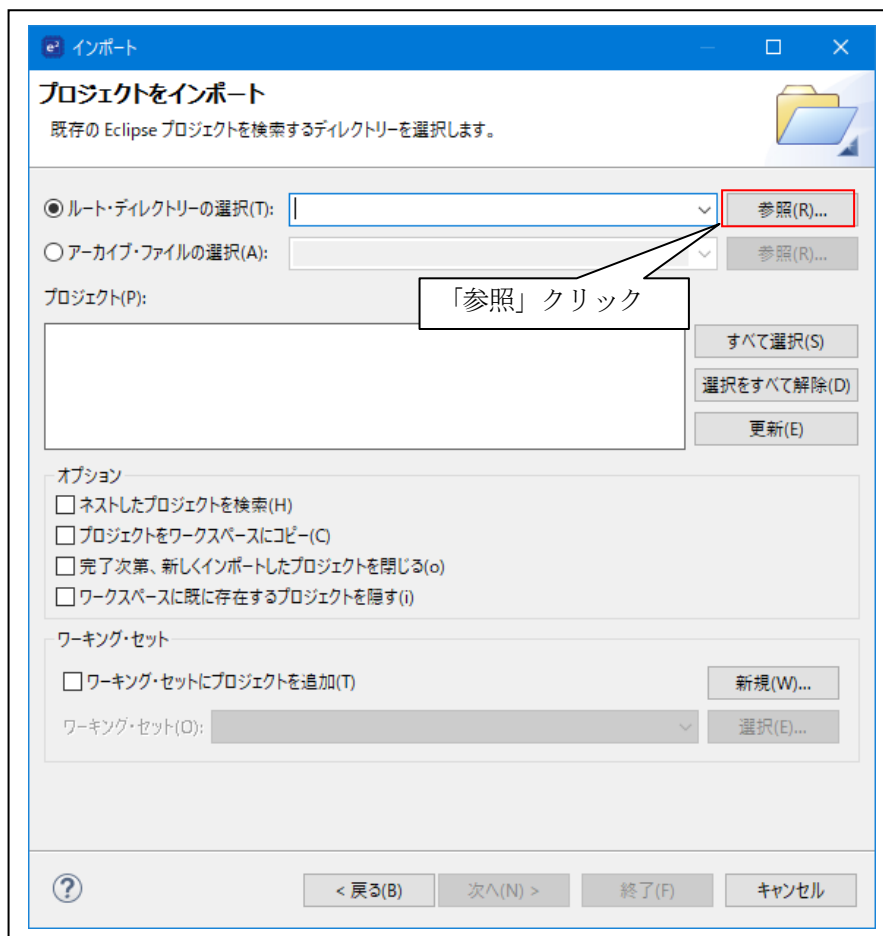 e² インポート
プロジェクトをインポート
既存の Eclipse プロジェクトを検索するディレクトリーを選択します。
ルート・ディレクトリーの選択(T): 参照(R)...
アーカイブ・ファイルの選択(A): 参照(R)...
「参照」クリック
プロジェクト(P):
すべて選択(S)
選択をすべて解除(D)
更新(E)
オプション
ネストしたプロジェクトを検索(H)
プロジェクトをワークスペースにコピー(C)
完了次第、新しくインポートしたプロジェクトを閉じる(o)
ワークスペースに既に存在するプロジェクトを隠す(i)
ワーキング・セット
ワーキング・セットにプロジェクトを追加(T) 新規(W)...
ワーキング・セット(O): 選択(E)...
? < 戻る(B) 次へ(N) > 終了(F) キャンセル